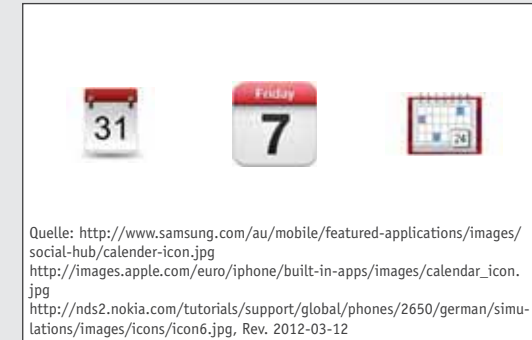 31
Friday
7
24
Quelle: http://www.samsung.com/au/mobile/featured-applications/images/
social-hub/calender-icon.jpg
http://images.apple.com/euro/iphone/built-in-apps/images/calendar_icon.
jpg
http://nds2.nokia.com/tutorials/support/global/phones/2650/german/simu-
lations/images/icons/icon6.jpg, Rev. 2012-03-12